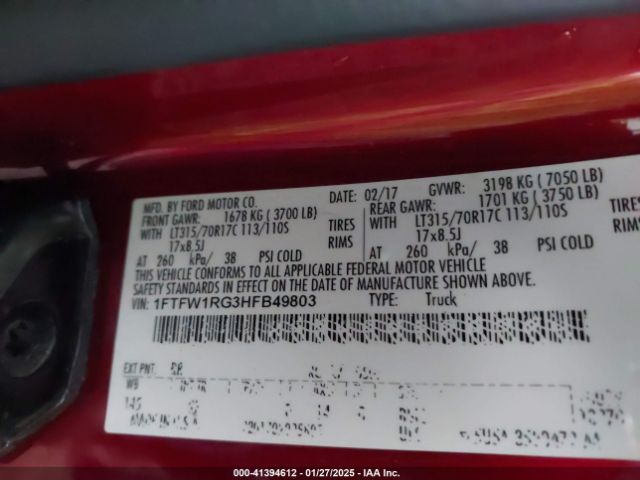 MFD. BY FORD MOTOR CO. DATE: 02/17 GVWR: 3198 KG ( 7050 LB)
FRONT GAWR: 1678 KG ( 3700 LB) REAR GAWR: 1701 KG ( 3750 LB)
WITH LT315/70R17C 113/110S TIRES WITH LT315/70R17C 113/110S TIRES
17x8.5J RIMS 17x8.5J RIMS
AT 260 kPa/ 38 PSI COLD AT 260 kPa/ 38 PSI COLD
THIS VEHICLE CONFORMS TO ALL APPLICABLE FEDERAL MOTOR VEHICLE
SAFETY STANDARDS IN EFFECT ON THE DATE OF MANUFACTURE SHOWN ABOVE.
VIN: 1FTFW1RG3HFB49803 TYPE: Truck
EXT PNT: RR
WB
145
#0-41394612 | 01/27/2025 | IAA Inc.